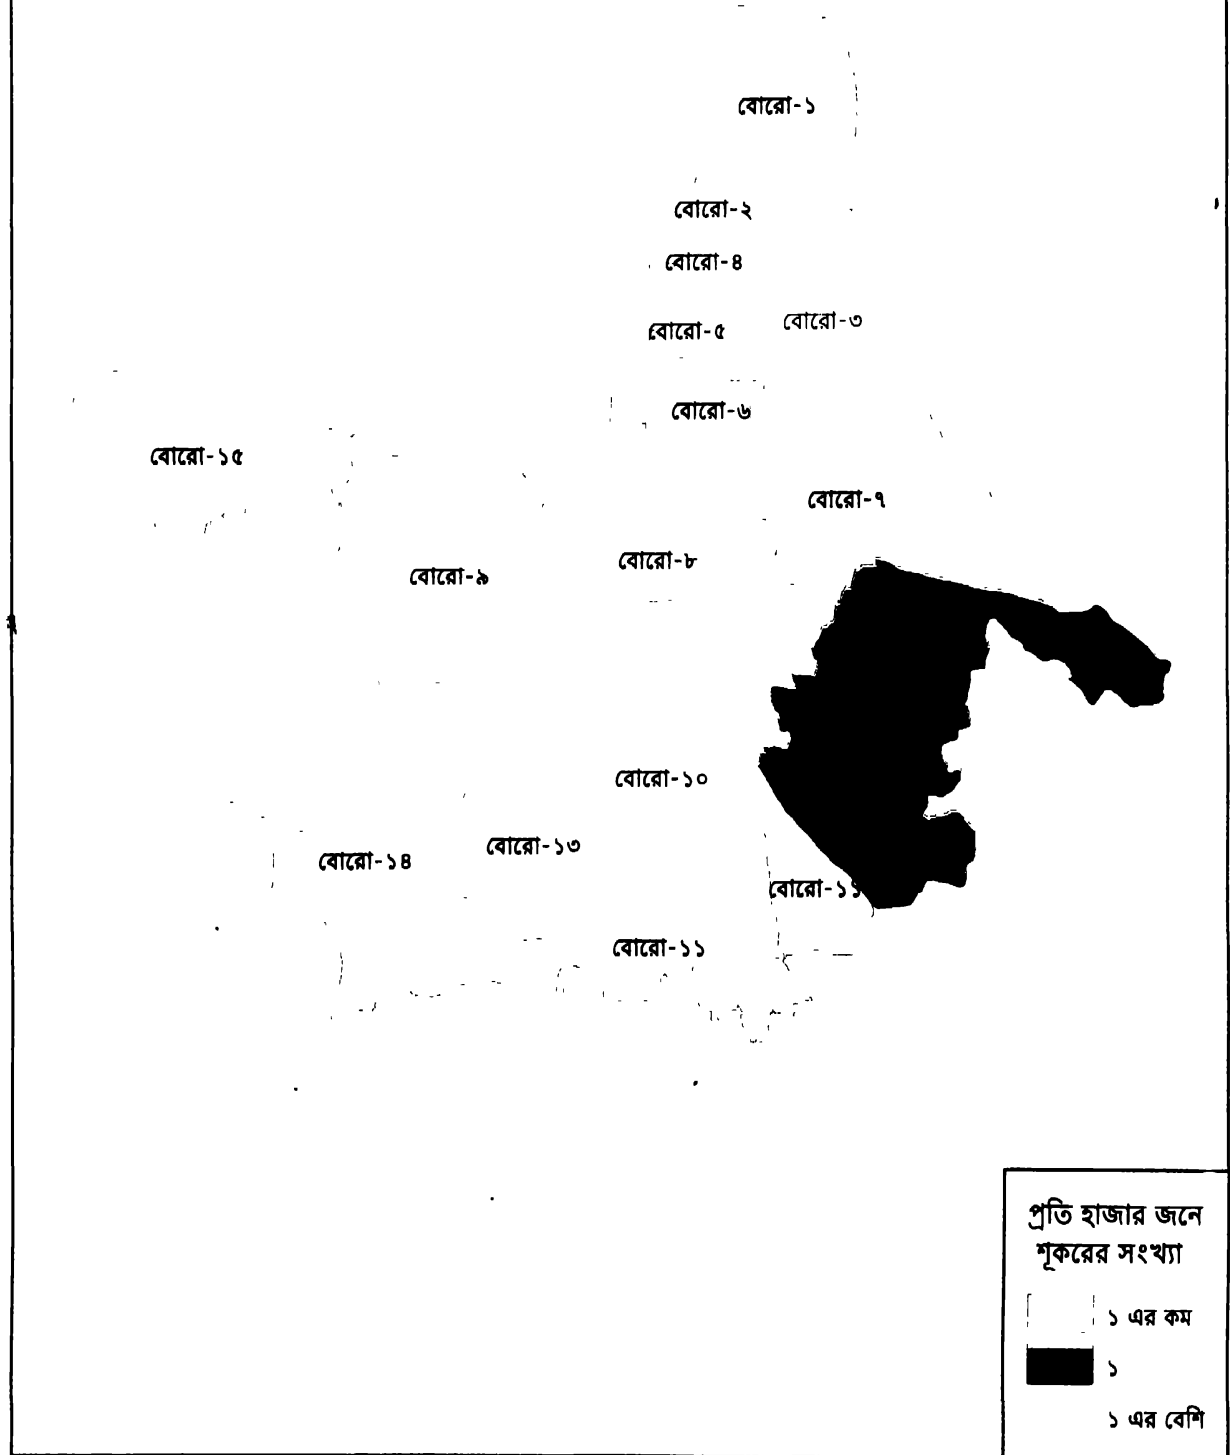 বোরো-১
বোরো-২
বোরো-৪
বোরো-৩
বোরো-৫
বোরো-৬
বোরো-১৫
বোরো-৭
বোরো-৮
বোরো-৯
বোরো-১০
বোরো-১৩
বোরো-১৪
বোরো-১১
বোরো-১১
প্রতি হাজার জনে
শূকরের সংখ্যা
১ এর কম
১
১ এর বেশি